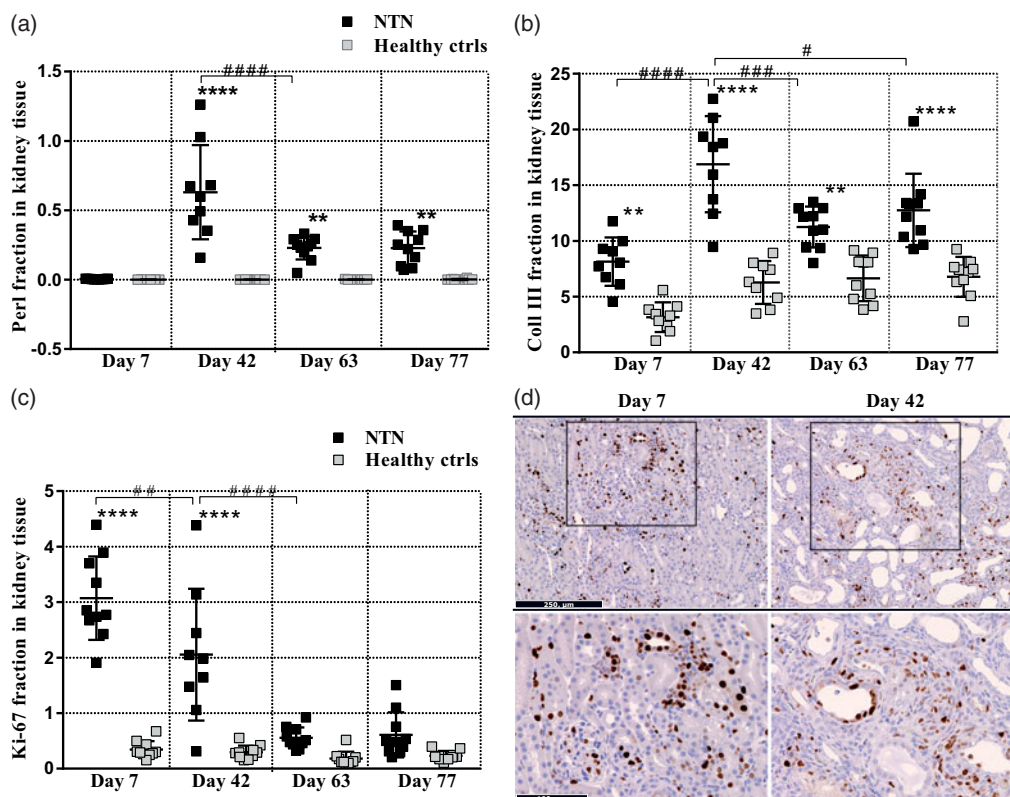 (a)
NTN
Healthy ctrls
Perl fraction in kidney tissue
1.5
1.0
0.5
0.0
-0.5
####
****
**
**
Day 7
Day 42
Day 63
Day 77
(b)
Coll III fraction in kidney tissue
25
20
15
10
5
0
#
####
###
**
****
**
****
Day 7
Day 42
Day 63
Day 77
(c)
NTN
Healthy ctrls
Ki-67 fraction in kidney tissue
5
4
3
2
1
0
##
####
****
****
Day 7
Day 42
Day 63
Day 77
(d)
Day 7
Day 42
250, µm